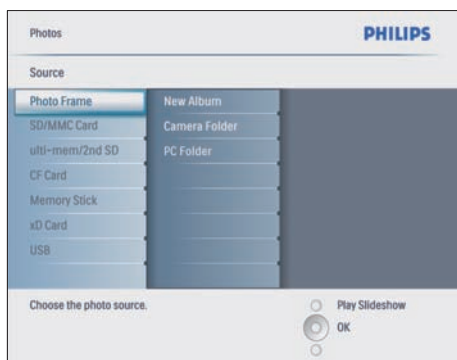 Photos
PHILIPS
Source
Photo Frame
New Album
SD/MMC Card
Camera Folder
ulti-mem/2nd SD
PC Folder
CF Card
Memory Stick
xD Card
USB
Choose the photo source.
Play Slideshow
OK